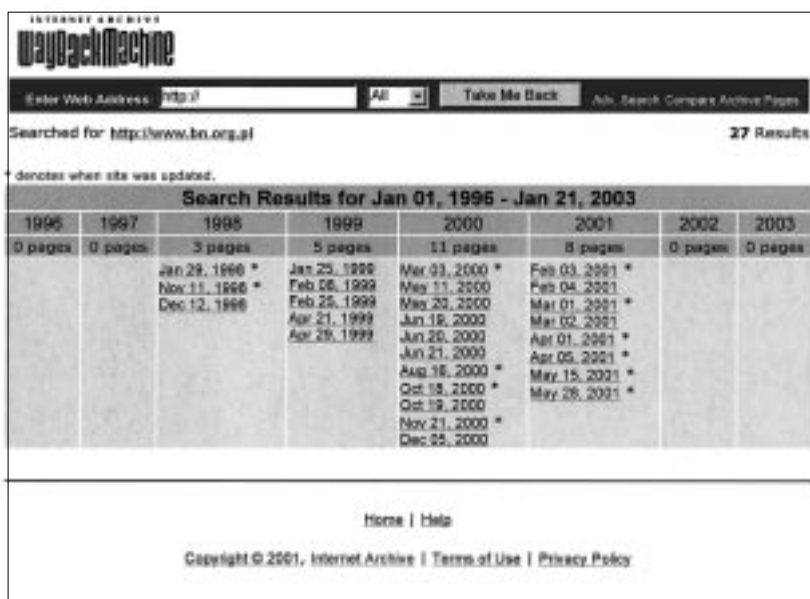 INTERNET ARCHIVE
WayBackMachine
Enter Web Address: http:// All Take Me Back Adv. Search Compare Archive Pages
Searched for http://www.bn.org.pl 27 Results
* denotes when site was updated.
Search Results for Jan 01, 1996 - Jan 21, 2003
1996 1997 1998 1999 2000 2001 2002 2003
0 pages 0 pages 3 pages 5 pages 11 pages 8 pages 0 pages 0 pages
Jan 29, 1998 * Jan 25, 1999 Mar 03, 2000 * Feb 03, 2001 *
Nov 11, 1998 * Feb 08, 1999 May 11, 2000 Feb 04, 2001
Dec 12, 1998 Feb 25, 1999 May 20, 2000 Mar 01, 2001 *
Apr 21, 1999 Jun 19, 2000 Mar 02, 2001
Apr 29, 1999 Jun 20, 2000 Apr 01, 2001 *
Jun 21, 2000 Apr 05, 2001 *
Aug 16, 2000 * May 15, 2001 *
Oct 18, 2000 * May 28, 2001 *
Oct 19, 2000
Nov 21, 2000 *
Dec 05, 2000
Home | Help
Copyright © 2001, Internet Archive | Terms of Use | Privacy Policy